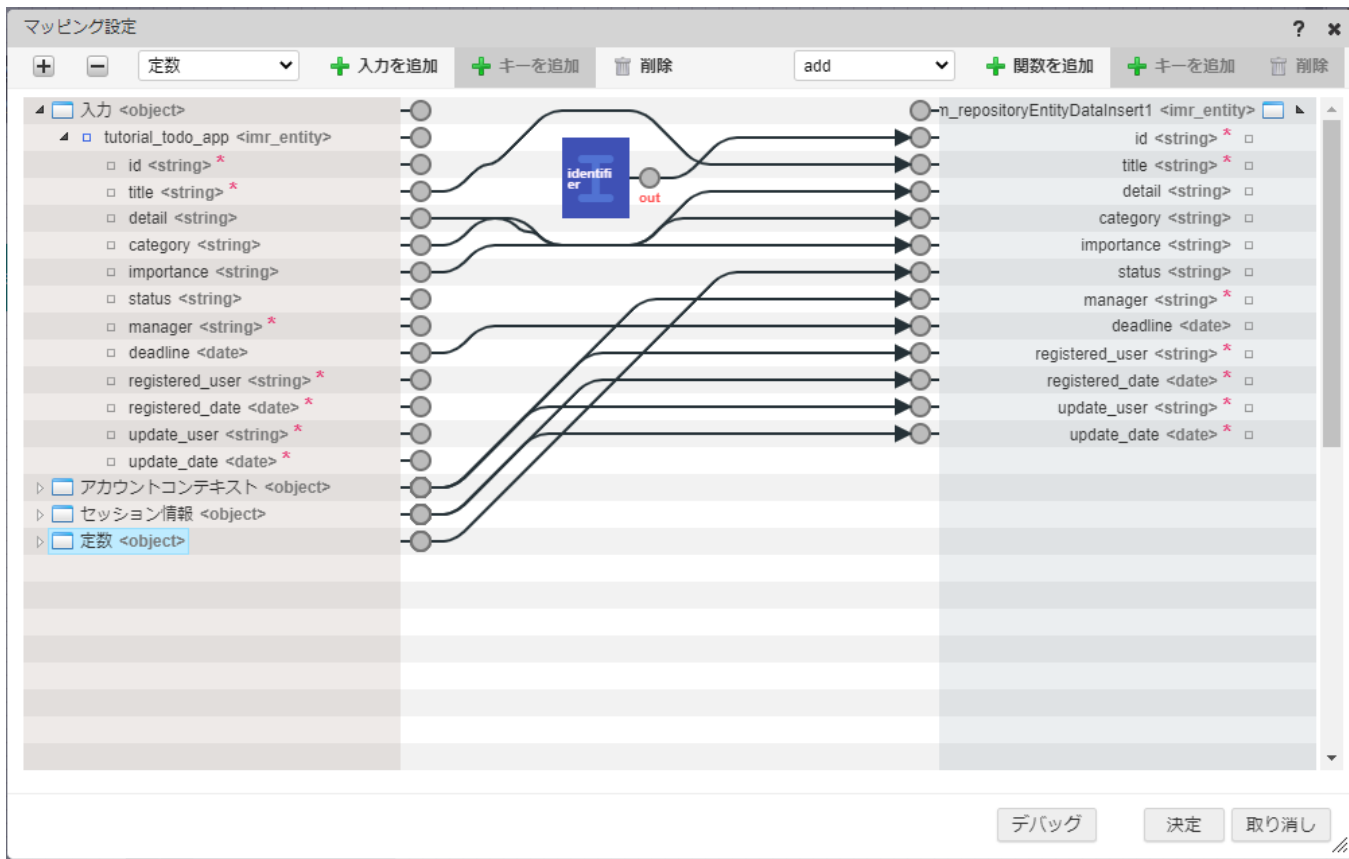 マッピング設定 ? ×
定数 入力を追加 キーを追加 削除 add 関数を追加 キーを追加 削除
入力 <object>
tutorial_todo_app <imr_entity>
id <string> *
title <string> *
detail <string>
category <string>
importance <string>
status <string>
manager <string> *
deadline <date>
registered_user <string> *
registered_date <date> *
update_user <string> *
update_date <date> *
アカウントコンテキスト <object>
セッション情報 <object>
定数 <object>
identifi
er
out
m_repositoryEntityDataInsert1 <imr_entity>
id <string> *
title <string> *
detail <string>
category <string>
importance <string>
status <string>
manager <string> *
deadline <date>
registered_user <string> *
registered_date <date> *
update_user <string> *
update_date <date> *
デバッグ 決定 取り消し